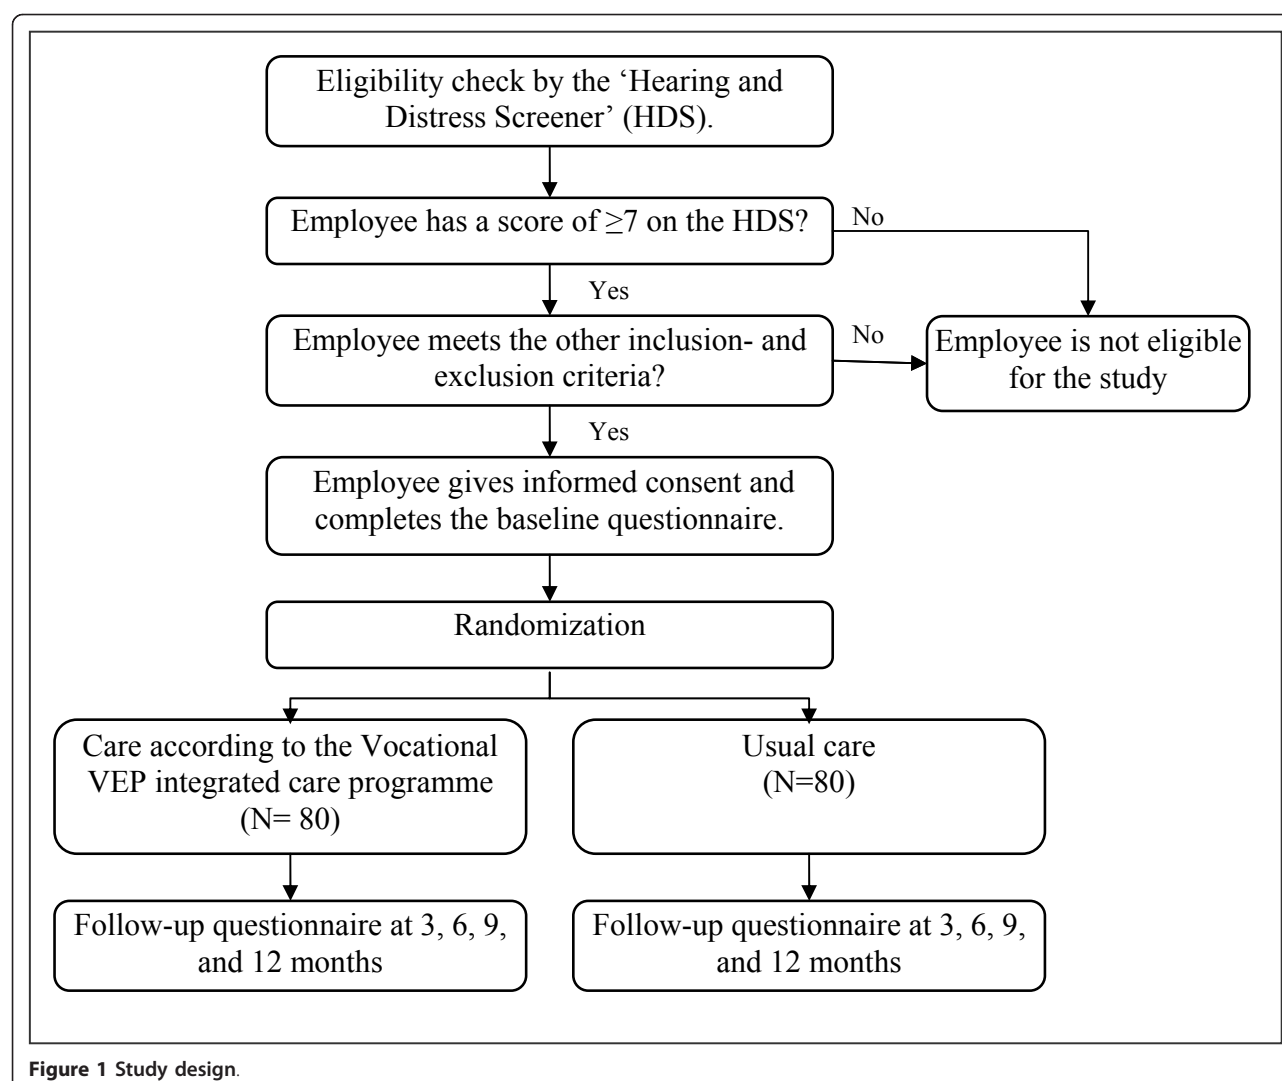 Eligibility check by the ‘Hearing and
Distress Screener’ (HDS).
Employee has a score of ≥7 on the HDS?
No
Yes
Employee meets the other inclusion- and
exclusion criteria?
No
Employee is not eligible
for the study
Yes
Employee gives informed consent and
completes the baseline questionnaire.
Randomization
Care according to the Vocational
VEP integrated care programme
(N= 80)
Usual care
(N=80)
Follow-up questionnaire at 3, 6, 9,
and 12 months
Follow-up questionnaire at 3, 6, 9,
and 12 months
Figure 1 Study design.